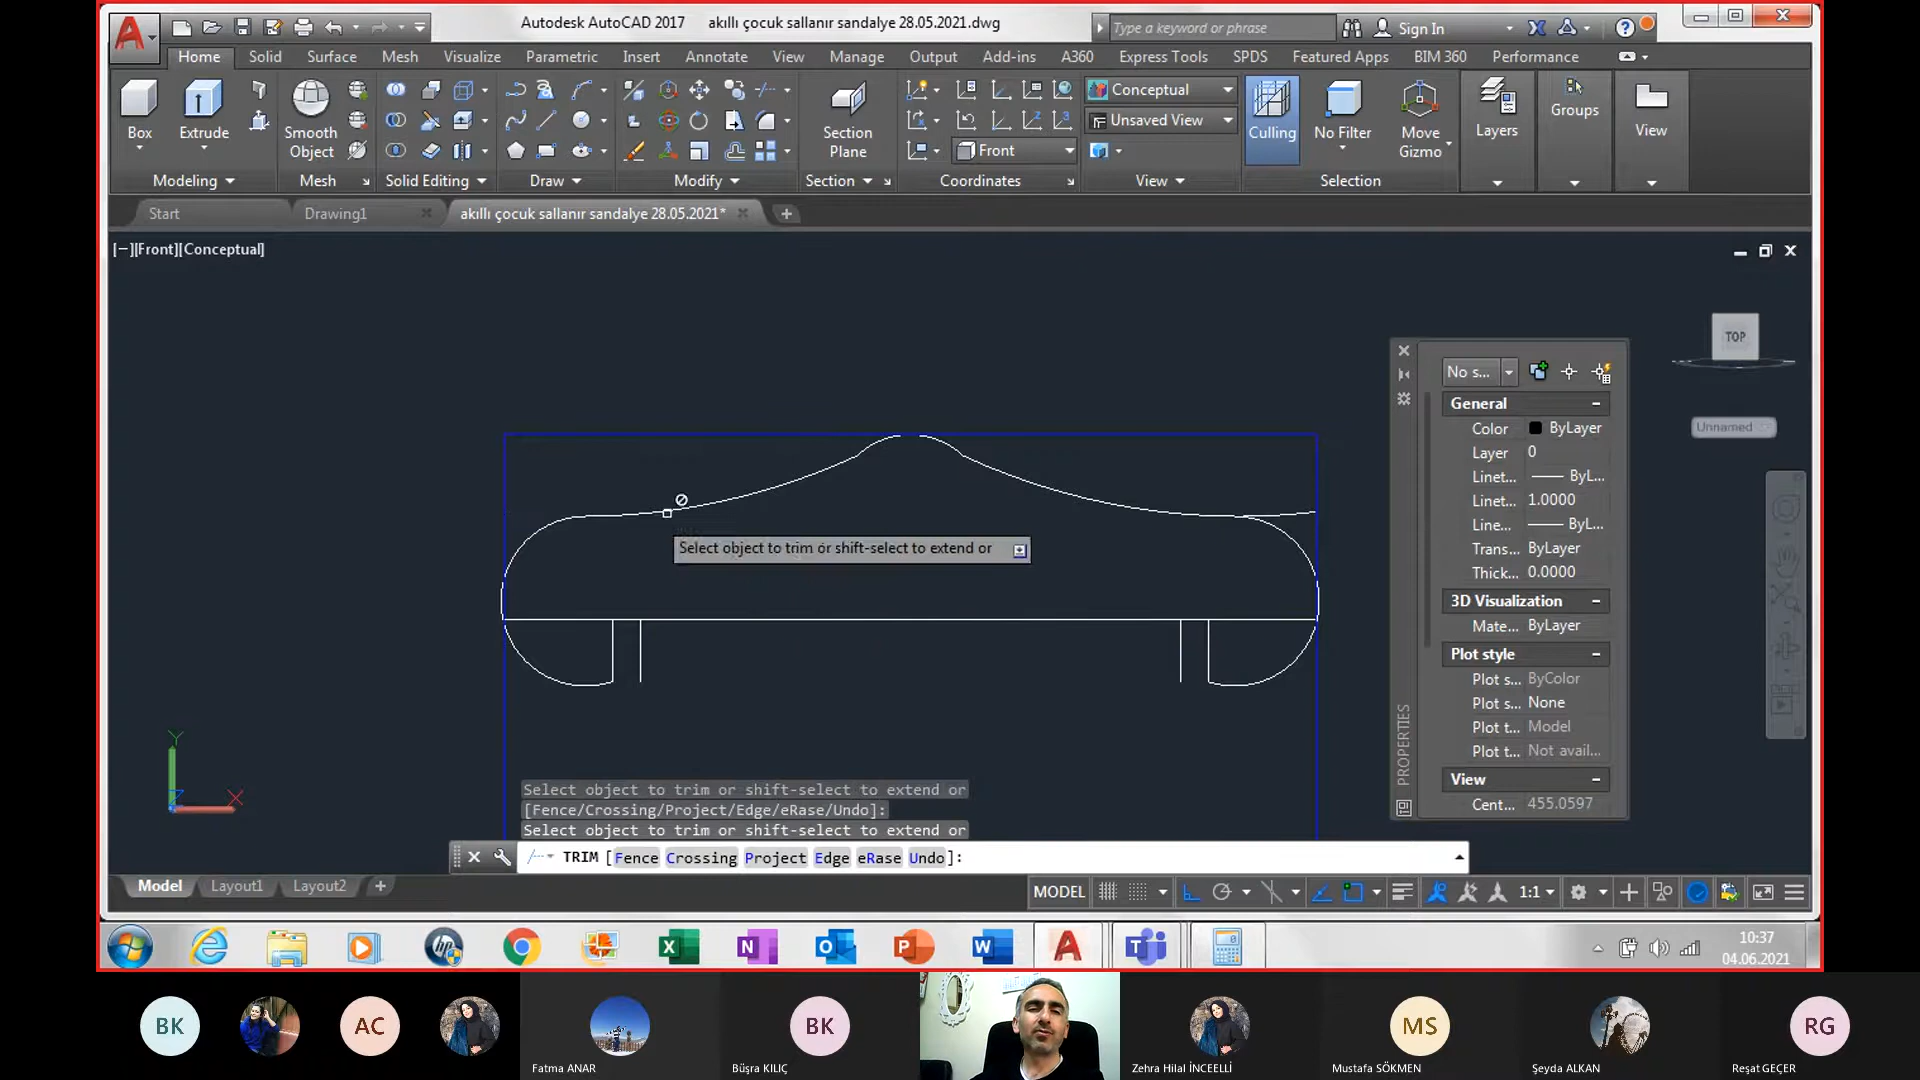 Autodesk AutoCAD 2017 akıllı çocuk sallanır sandalye 28.05.2021.dwg
Type a keyword or phrase
Sign In
Home Solid Surface Mesh Visualize Parametric Insert Annotate View Manage Output Add-ins A360 Express Tools SPDS Featured Apps BIM 360 Performance
Box
Extrude
Smooth
Object
Section
Plane
Conceptual
Unsaved View
Front
Culling
No Filter
Move
Gizmo
Layers
Groups
View
Modeling
Mesh
Solid Editing
Draw
Modify
Section
Coordinates
View
Selection
Start
Drawing1
akıllı çocuk sallanır sandalye 28.05.2021*
[−][Front][Conceptual]
TOP
Unnamed
No s...
General
Color ByLayer
Layer 0
Linet... ByL...
Linet... 1.0000
Line... ByL...
Trans... ByLayer
Thick... 0.0000
3D Visualization
Mate... ByLayer
Plot style
Plot s... ByColor
Plot s... None
Plot t... Model
Plot t... Not avail...
View
Cent... 455.0597
PROPERTIES
Select object to trim or shift-select to extend or
Y
X
Z
Select object to trim or shift-select to extend or
[Fence/Crossing/Project/Edge/eRase/Undo]:
Select object to trim or shift-select to extend or
TRIM [Fence Crossing Project Edge eRase Undo]:
Model Layout1 Layout2
MODEL
1:1
10:37
04.06.2021
BK
AC
BK
MS
RG
Fatma ANAR
Büşra KILIÇ
Zehra Hilal İNCEELLİ
Mustafa SÖKMEN
Şeyda ALKAN
Reşat GEÇER